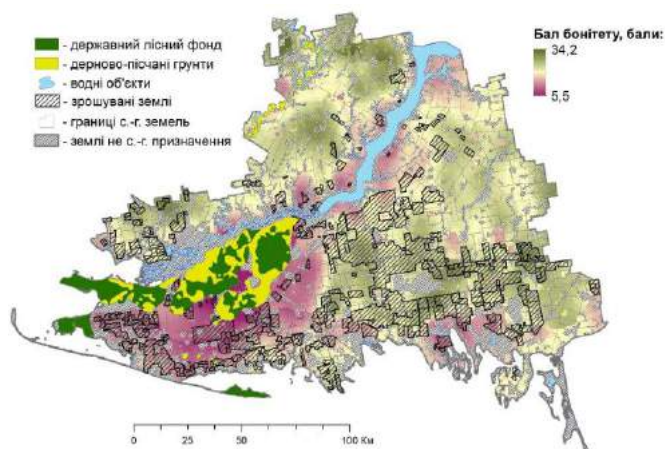 - державний лісний фонд
- дерново-пісчані грунти
- водні об'єкти
- зрошувані землі
- границі с.-г. земель
- землі не с.-г. призначення
Бал бонітету, бали:
34,2
5,5
0 25 50 100 Км